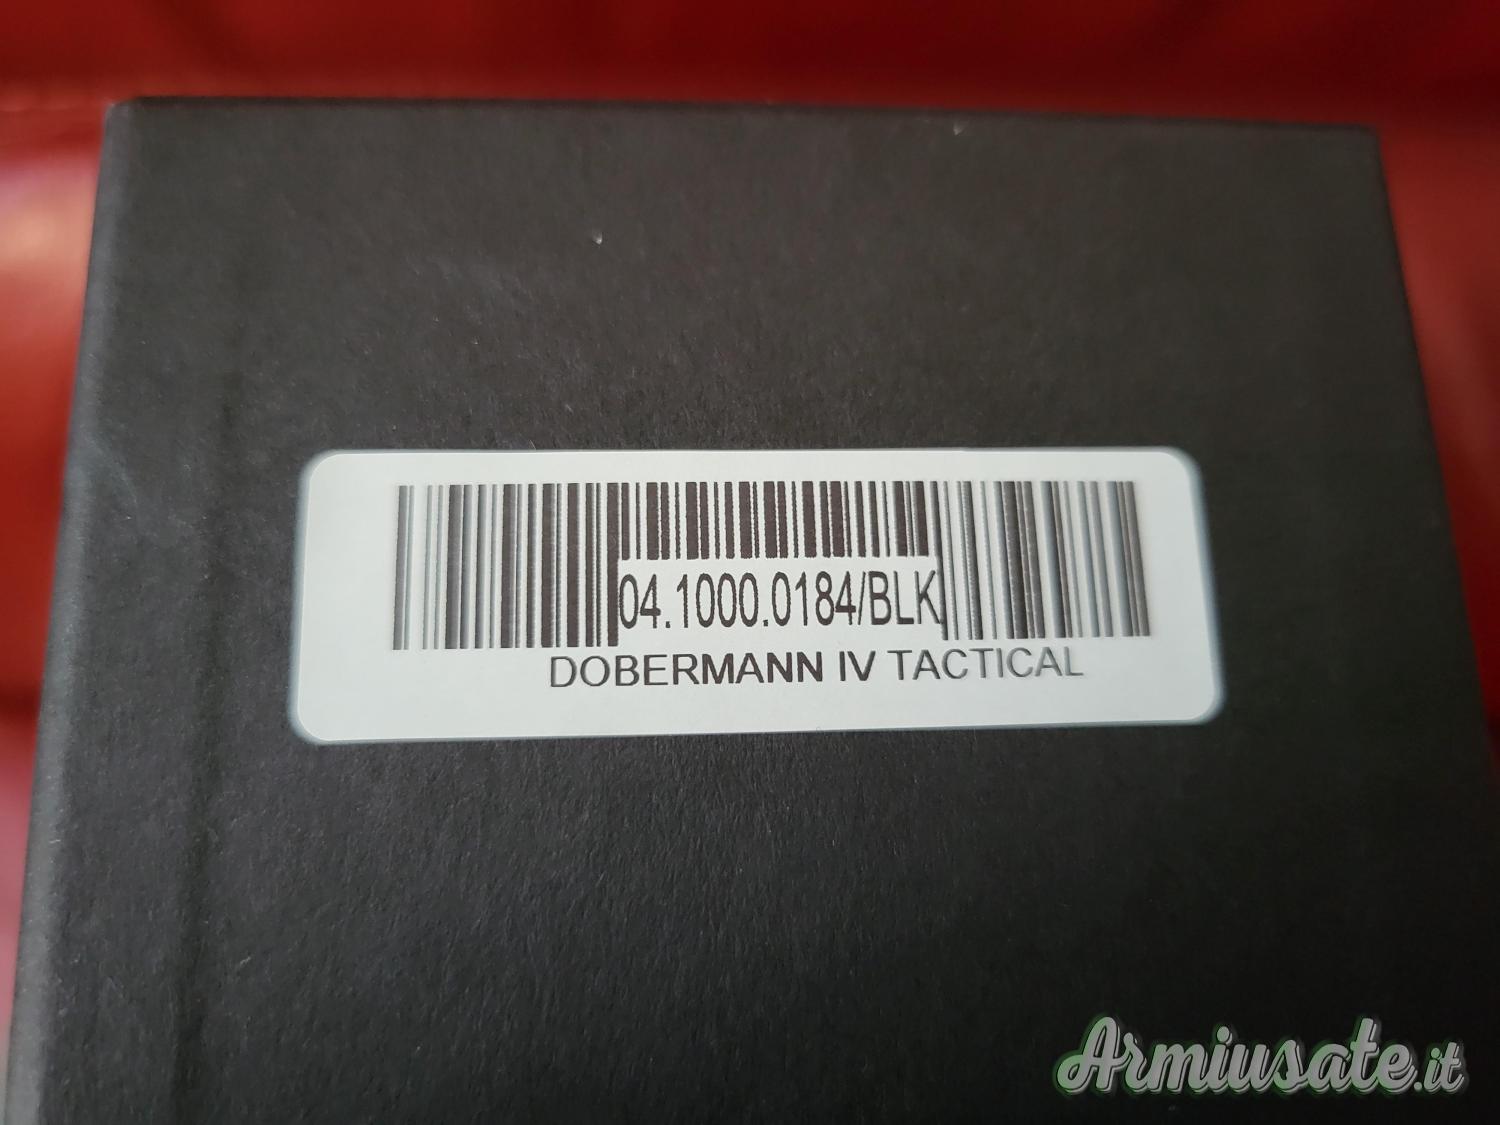 04.1000.0184/BLK
DOBERMANN IV TACTICAL
Armiusate.it